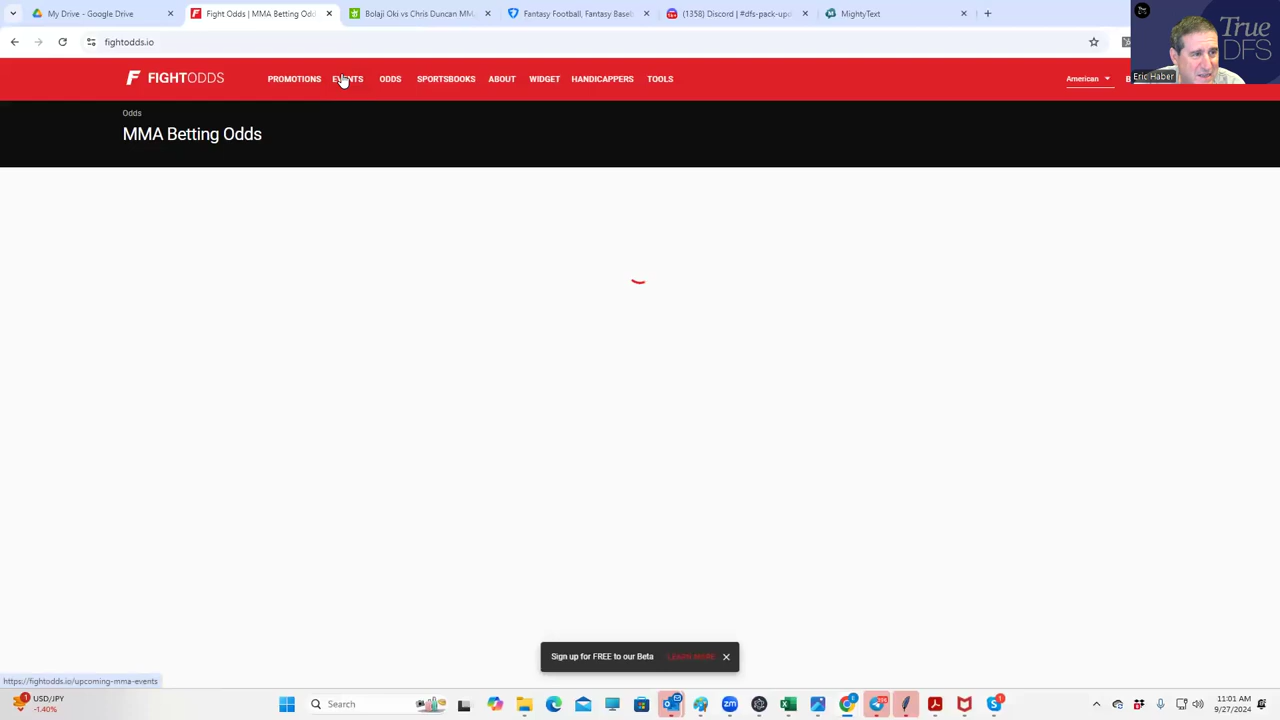 My Drive - Google Drive
Fight Odds | MMA Betting Od
Bolaji Oki vs Chris Duncan MM
Fantasy Football, Fantasy Baseb
(1358) Discord | #dfs-pack-upd
MightyText
fightodds.io
True
DFS
Eric Haber
FIGHTODDS
PROMOTIONS
EVENTS
ODDS
SPORTSBOOKS
ABOUT
WIDGET
HANDICAPPERS
TOOLS
American
B
Odds
MMA Betting Odds
Sign up for FREE to our Beta
LEARN MORE
https://fightodds.io/upcoming-mma-events
USD/JPY
-1.40%
Search
11:01 AM
9/27/2024